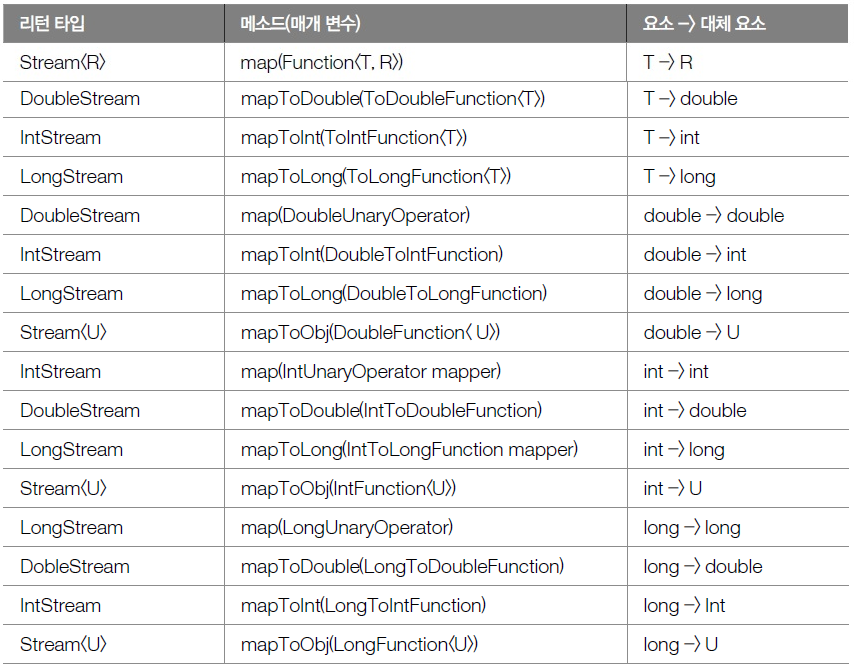 리턴 타입 메소드(매개 변수) 요소 -> 대체 요소
Stream<R> map(Function<T, R>) T -> R
DoubleStream mapToDouble(ToDoubleFunction<T>) T -> double
IntStream mapToInt(ToIntFunction<T>) T -> int
LongStream mapToLong(ToLongFunction<T>) T -> long
DoubleStream map(DoubleUnaryOperator) double -> double
IntStream mapToInt(DoubleToIntFunction) double -> int
LongStream mapToLong(DoubleToLongFunction) double -> long
Stream<U> mapToObj(DoubleFunction< U>) double -> U
IntStream map(IntUnaryOperator mapper) int -> int
DoubleStream mapToDouble(IntToDoubleFunction) int -> double
LongStream mapToLong(IntToLongFunction mapper) int -> long
Stream<U> mapToObj(IntFunction<U>) int -> U
LongStream map(LongUnaryOperator) long -> long
DobleStream mapToDouble(LongToDoubleFunction) long -> double
IntStream mapToInt(LongToIntFunction) long -> Int
Stream<U> mapToObj(LongFunction<U>) long -> U